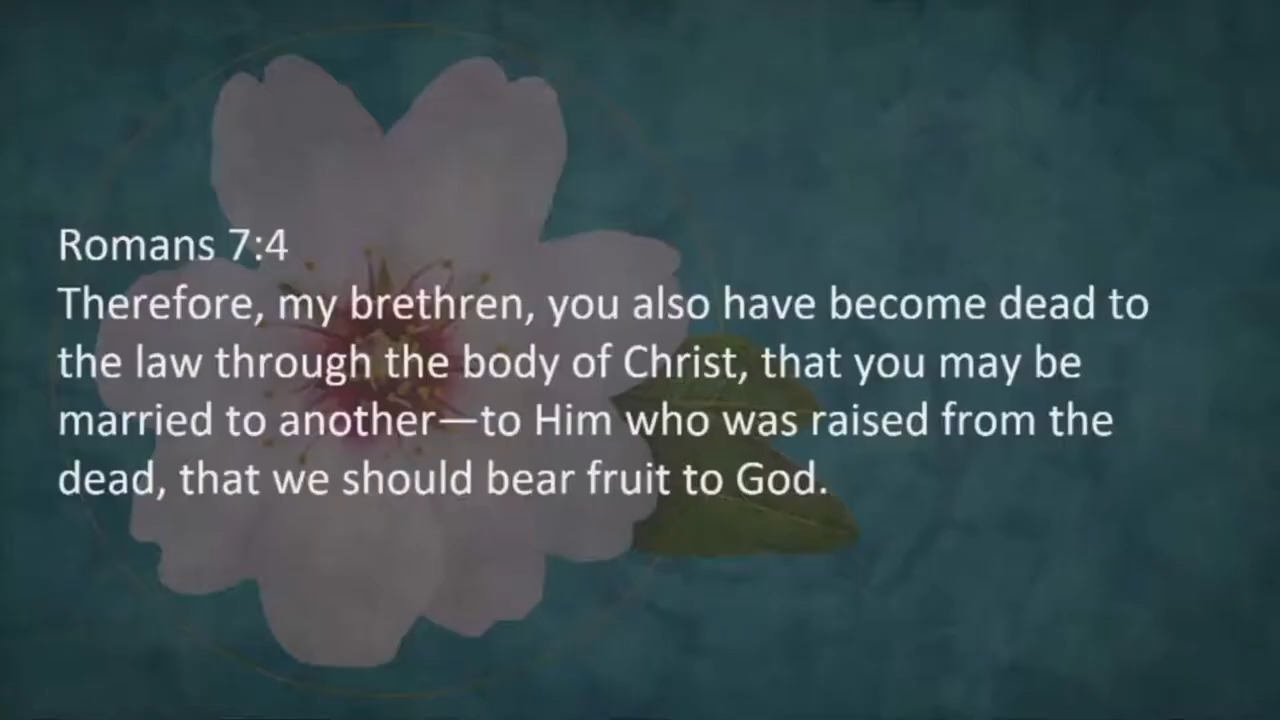 Romans 7:4
Therefore, my brethren, you also have become dead to
the law through the body of Christ, that you may be
married to another—to Him who was raised from the
dead, that we should bear fruit to God.